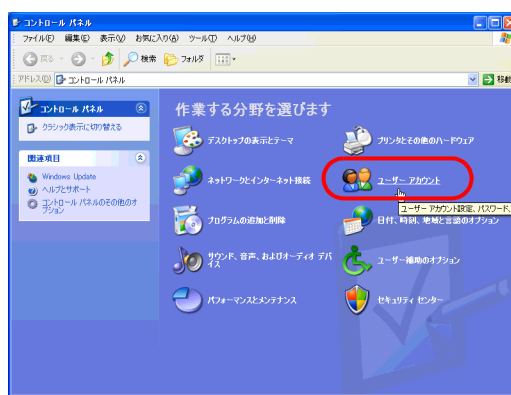 コントロール パネル
ファイル(F) 編集(E) 表示(V) お気に入り(A) ツール(T) ヘルプ(H)
戻る 検索 フォルダ
アドレス(D) コントロール パネル 移動
コントロール パネル
クラシック表示に切り替える
関連項目
Windows Update
ヘルプとサポート
コントロール パネルのその他のオプション
作業する分野を選びます
デスクトップの表示とテーマ
プリンタとその他のハードウェア
ネットワークとインターネット接続
ユーザー アカウント
ユーザー アカウント設定、パスワード、
プログラムの追加と削除
日付、時刻、地域と言語のオプション
サウンド、音声、およびオーディオ デバイス
ユーザー補助のオプション
パフォーマンスとメンテナンス
セキュリティ センター